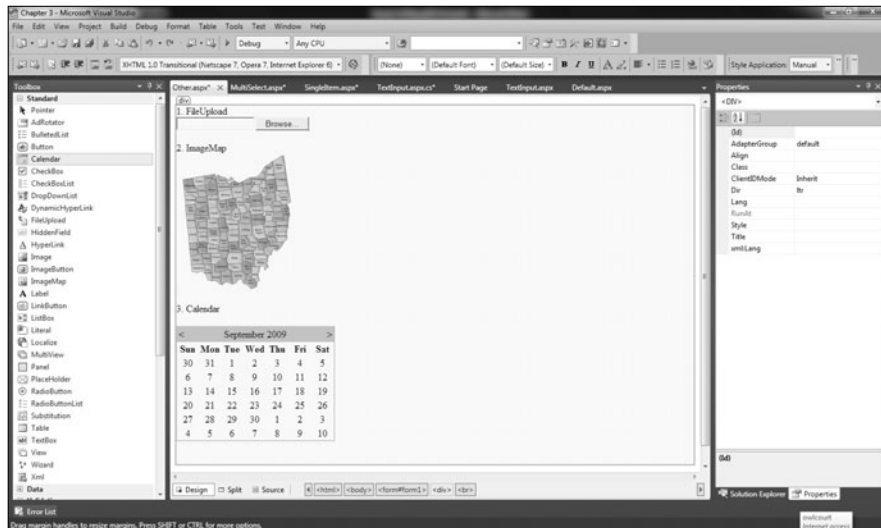 Chapter 3 - Microsoft Visual Studio
File Edit View Project Build Debug Format Table Tools Test Window Help
Debug Any CPU
XHTML 1.0 Transitional (Netscape 7, Opera 7, Internet Explorer 6) (None) (Default Font) (Default Size) B I U A Style Application: Manual
Toolbox
Standard
Pointer
AdRotator
BulletedList
Button
Calendar
CheckBox
CheckBoxList
DropDownList
DynamicHyperLink
FileUpload
HiddenField
HyperLink
Image
ImageButton
ImageMap
Label
LinkButton
ListBox
Literal
Localize
MultiView
Panel
PlaceHolder
RadioButton
RadioButtonList
Substitution
Table
TextBox
View
Wizard
Xml
Data
Other.aspx* MultiSelect.aspx* SingleItem.aspx* TextInput.aspx.cs* Start Page TextInput.aspx Default.aspx
div
1. FileUpload
Browse...
2. ImageMap
3. Calendar
< September 2009 >
Sun Mon Tue Wed Thu Fri Sat
30 31 1 2 3 4 5
6 7 8 9 10 11 12
13 14 15 16 17 18 19
20 21 22 23 24 25 26
27 28 29 30 1 2 3
4 5 6 7 8 9 10
Design Split Source <html> <body> <form#form1> <div> <br>
Properties
<DIV>
(Id)
AdapterGroup default
Align
Class
ClientIDMode Inherit
Dir ltr
Lang
RunAt
Style
Title
xml:Lang
(Id)
Solution Explorer Properties
Error List
Drag margin handles to resize margins. Press SHIFT or CTRL for more options.
owlcourt
Internet access